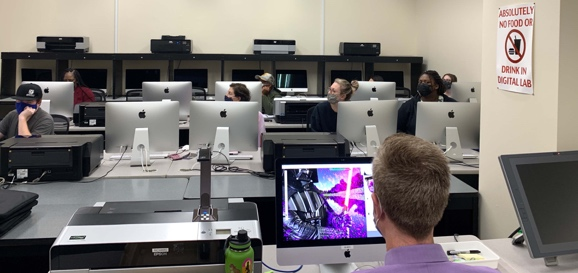 ABSOLUTELY
NO FOOD OR
DRINK IN
DIGITAL LAB
EPSON